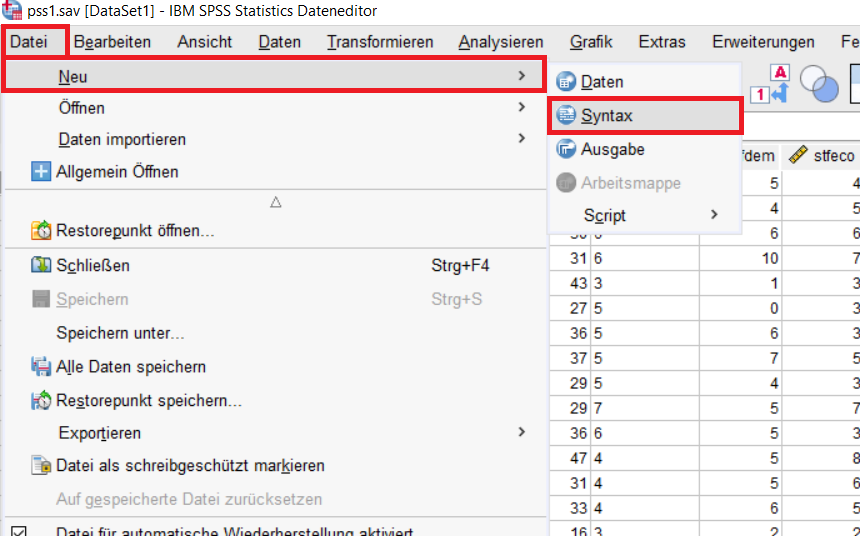 pss1.sav [DataSet1] - IBM SPSS Statistics Dateneditor
Datei Bearbeiten Ansicht Daten Transformieren Analysieren Grafik Extras Erweiterungen Fe
Neu
Öffnen
Daten importieren
Allgemein Öffnen
Restorepunkt öffnen...
Schließen Strg+F4
Speichern Strg+S
Speichern unter...
Alle Daten speichern
Restorepunkt speichern...
Exportieren
Datei als schreibgeschützt markieren
Auf gespeicherte Datei zurücksetzen
Datei für automatische Wiederherstellung aktiviert
Daten
Syntax
Ausgabe
Arbeitsmappe
Script
A
1
fdem stfeco
5 4
4 5
6 6
31 6 10 7
43 3 1 3
27 5 0 3
36 5 6 3
37 5 7 5
29 5 4 3
29 7 5 7
36 6 5 3
47 4 5 8
31 4 5 6
33 4 6 5
16 3 2 2